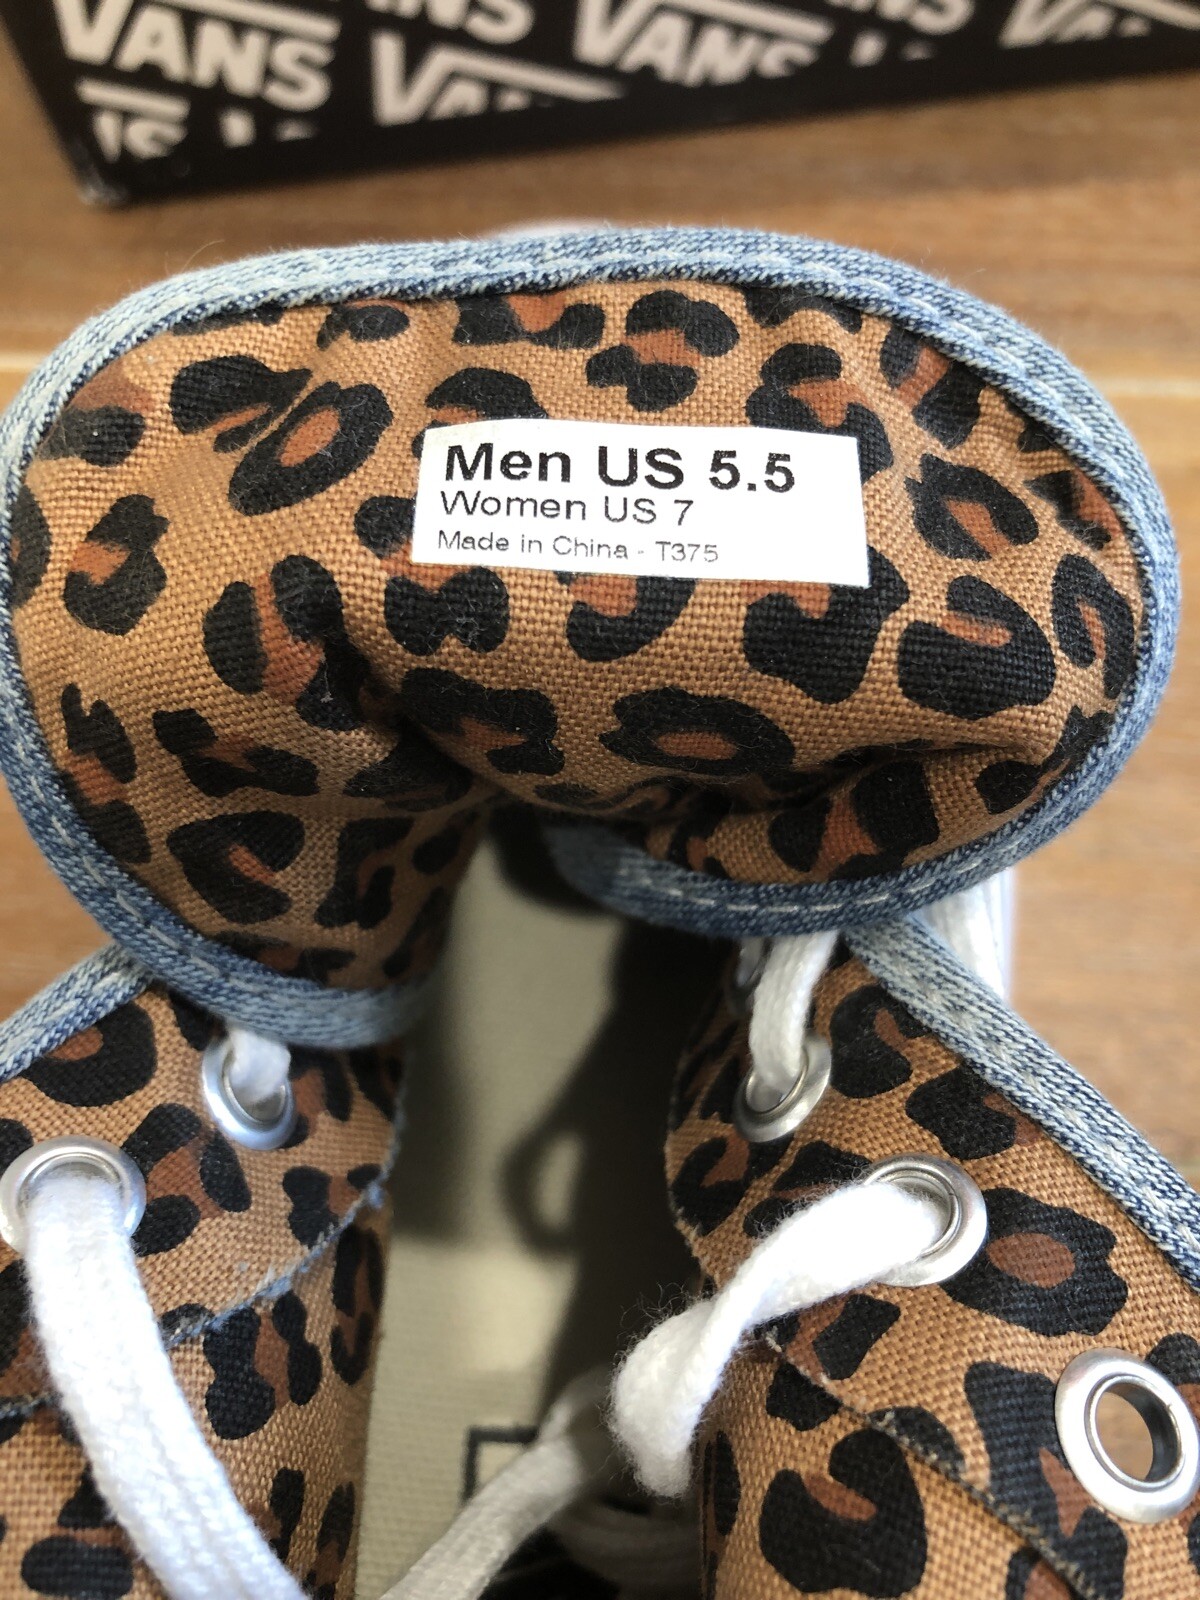 VANS VANS VANS
Men US 5.5
Women US 7
Made in China - T375